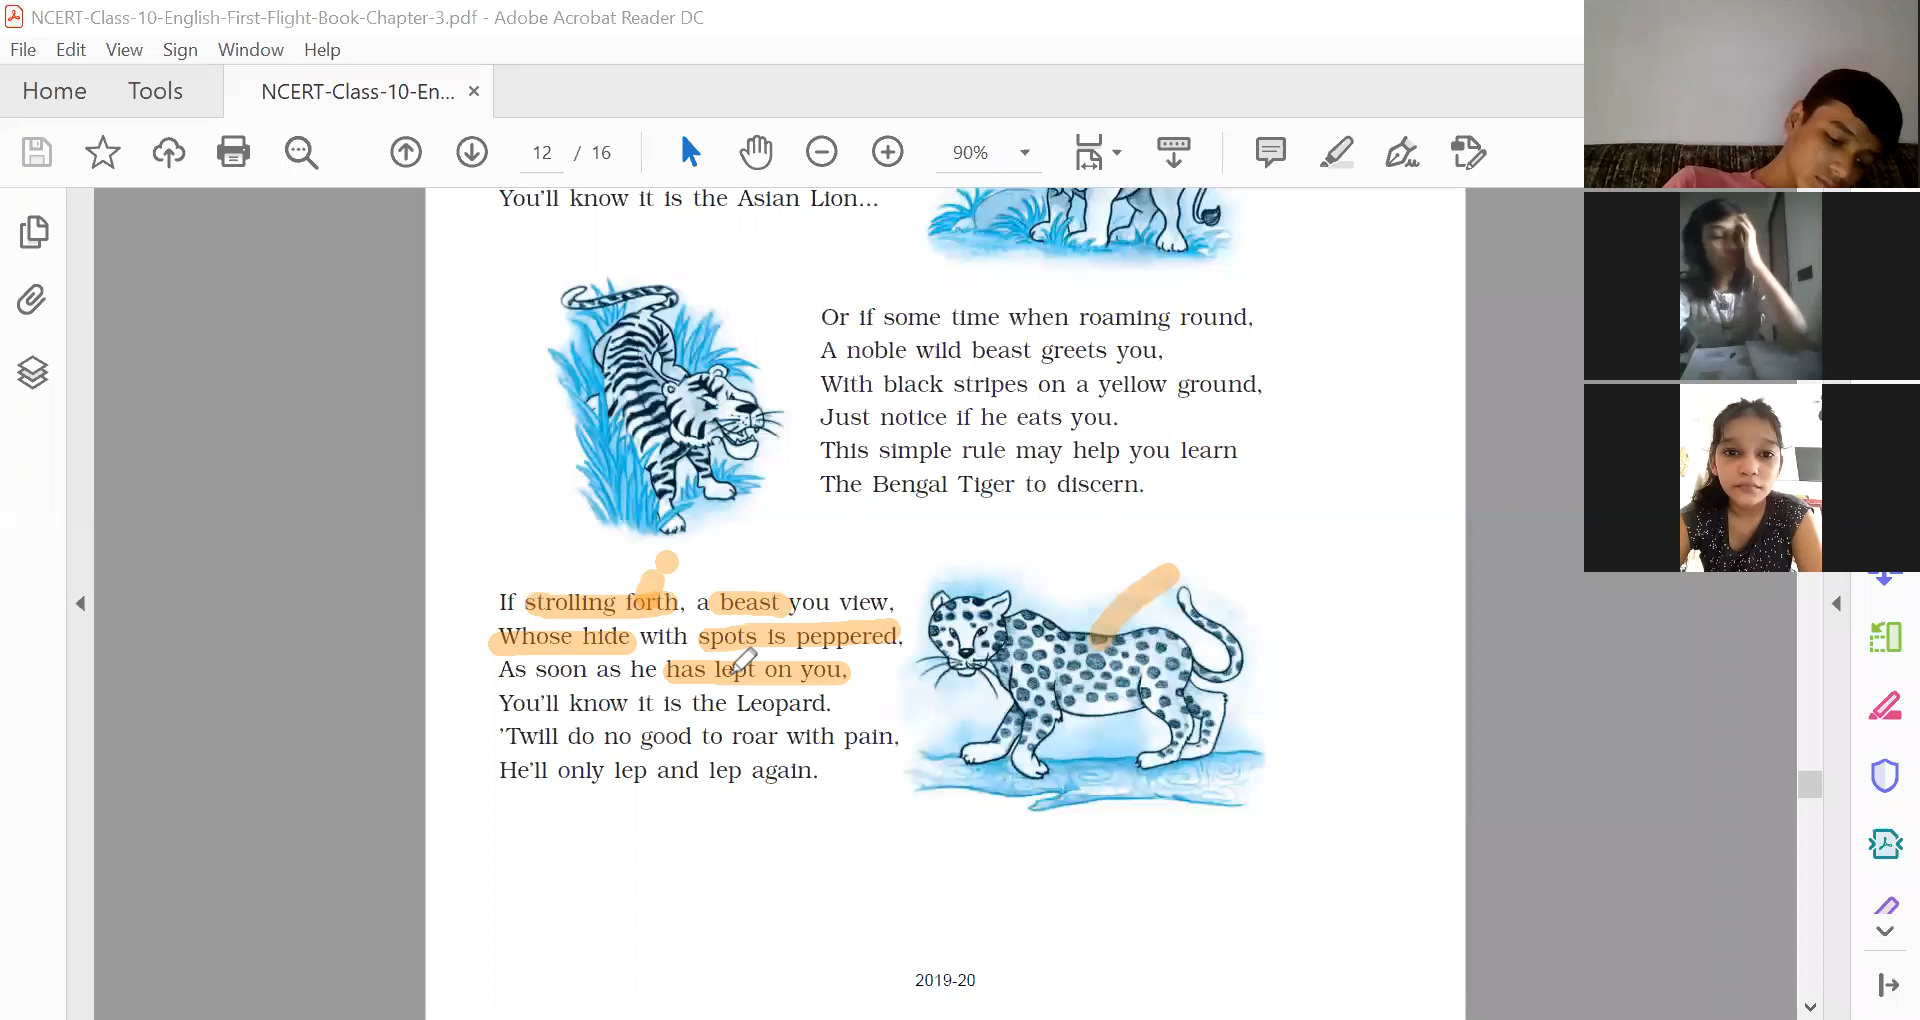 NCERT-Class-10-English-First-Flight-Book-Chapter-3.pdf - Adobe Acrobat Reader DC
File Edit View Sign Window Help
Home Tools NCERT-Class-10-En... ×
12 / 16 90%
You'll know it is the Asian Lion...
Or if some time when roaming round,
A noble wild beast greets you,
With black stripes on a yellow ground,
Just notice if he eats you.
This simple rule may help you learn
The Bengal Tiger to discern.
If strolling forth, a beast you view,
Whose hide with spots is peppered,
As soon as he has lept on you,
You'll know it is the Leopard.
'Twill do no good to roar with pain,
He'll only lep and lep again.
2019-20